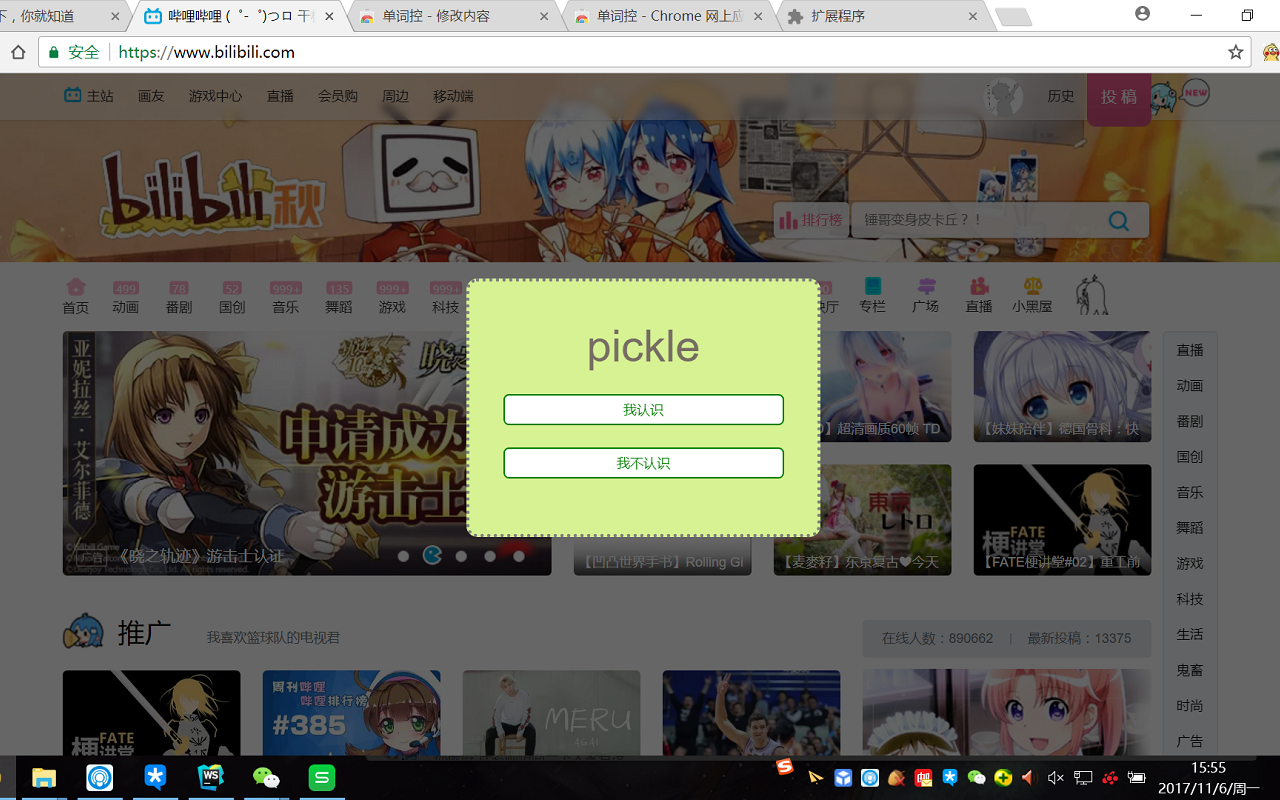 下，你就知道
哔哩哔哩 ( ゜- ゜)つロ 干
单词控 - 修改内容
单词控 - Chrome 网上应
扩展程序
安全
https://www.bilibili.com
主站 画友 游戏中心 直播 会员购 周边 移动端
历史
投 稿
NEW
bilibili 秋
排行榜
锤哥变身皮卡丘？！
499 78 52 999+ 135 999+ 999+
首页 动画 番剧 国创 音乐 舞蹈 游戏 科技
厅 专栏 广场 直播 小黑屋
pickle
我认识
我不认识
亚妮拉丝·艾尔菲德
申请成为
游击士
广告
《晓之轨迹》游击士认证
】超清画质60帧 TD
【妹妹陪伴】德国骨科：快
【凹凸世界手书】Rolling Gi
東京
レトロ
【麦麥籽】东京复古♥今天
FATE
梗讲堂
【FATE梗讲堂#02】重工前
直播
动画
番剧
国创
音乐
舞蹈
游戏
科技
生活
鬼畜
时尚
广告
推广
我喜欢篮球队的电视君
在线人数：890662
最新投稿：13375
FATE
梗讲堂
周刊哔哩
哔哩排行榜
#385
MERU
WS
S
15:55
2017/11/6/周一